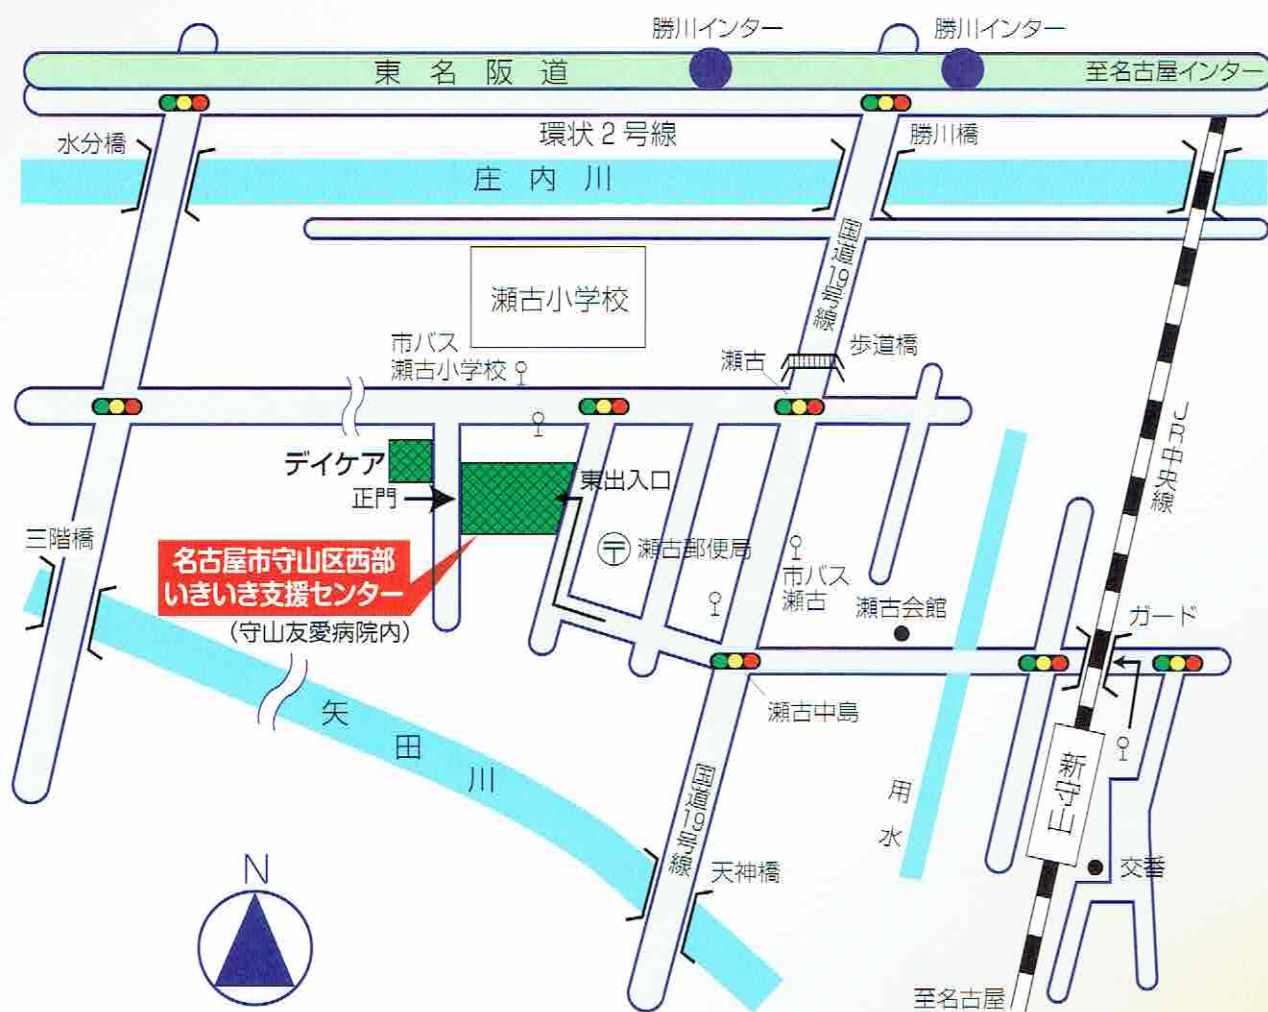 勝川インター
勝川インター
東名阪道
至名古屋インター
水分橋
環状2号線
勝川橋
庄内川
国道19号線
瀬古小学校
市バス
瀬古小学校
瀬古
歩道橋
JR中央線
デイケア
正門
東出入口
三階橋
名古屋市守山区西部
いきいき支援センター
(守山友愛病院内)
〒
瀬古郵便局
市バス
瀬古
瀬古会館
ガード
瀬古中島
矢田川
国道19号線
用水
新守山
天神橋
交番
N
至名古屋